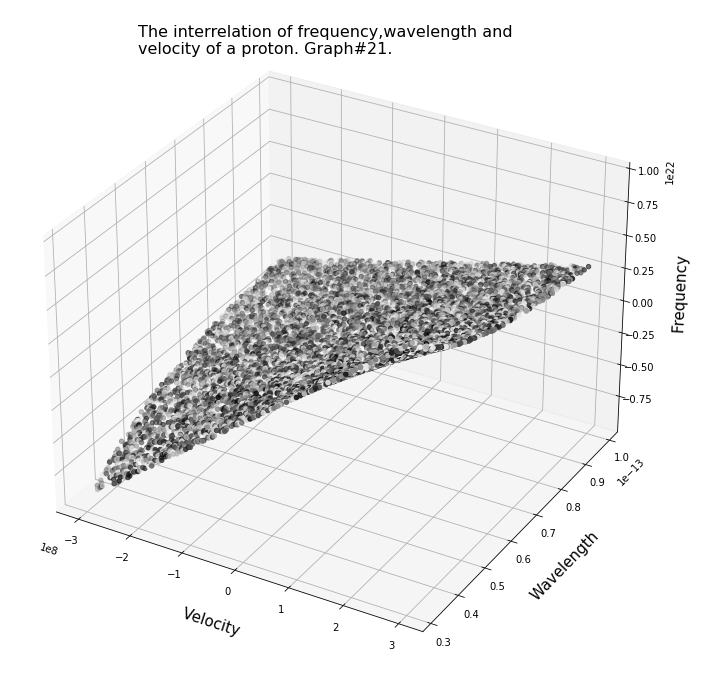 The interrelation of frequency,wavelength and
velocity of a proton. Graph#21.
1e22
1.00
0.75
0.50
0.25
0.00
−0.25
−0.50
−0.75
Frequency
1e−13
1.0
0.9
0.8
0.7
0.6
0.5
0.4
0.3
Wavelength
1e8
−3
−2
−1
0
1
2
3
Velocity